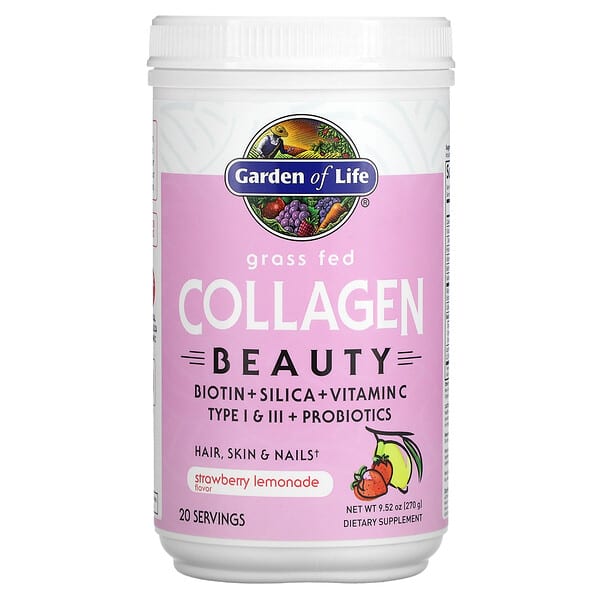 Garden of Life
®
grass fed
COLLAGEN
BEAUTY
BIOTIN + SILICA + VITAMIN C
TYPE I & III + PROBIOTICS
HAIR, SKIN & NAILS†
strawberry lemonade
flavor
20 SERVINGS
NET WT 9.52 oz (270g)
DIETARY SUPPLEMENT